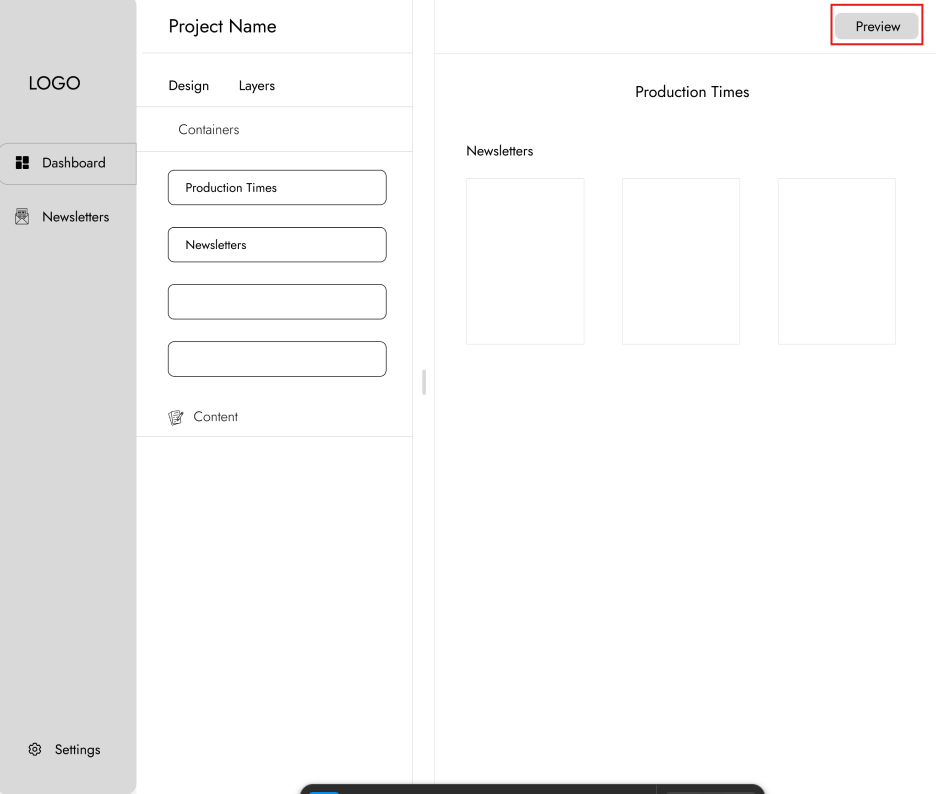 LOGO
Dashboard
Newsletters
Settings
Project Name
Design Layers
Containers
Production Times
Newsletters
Content
Preview
Production Times
Newsletters